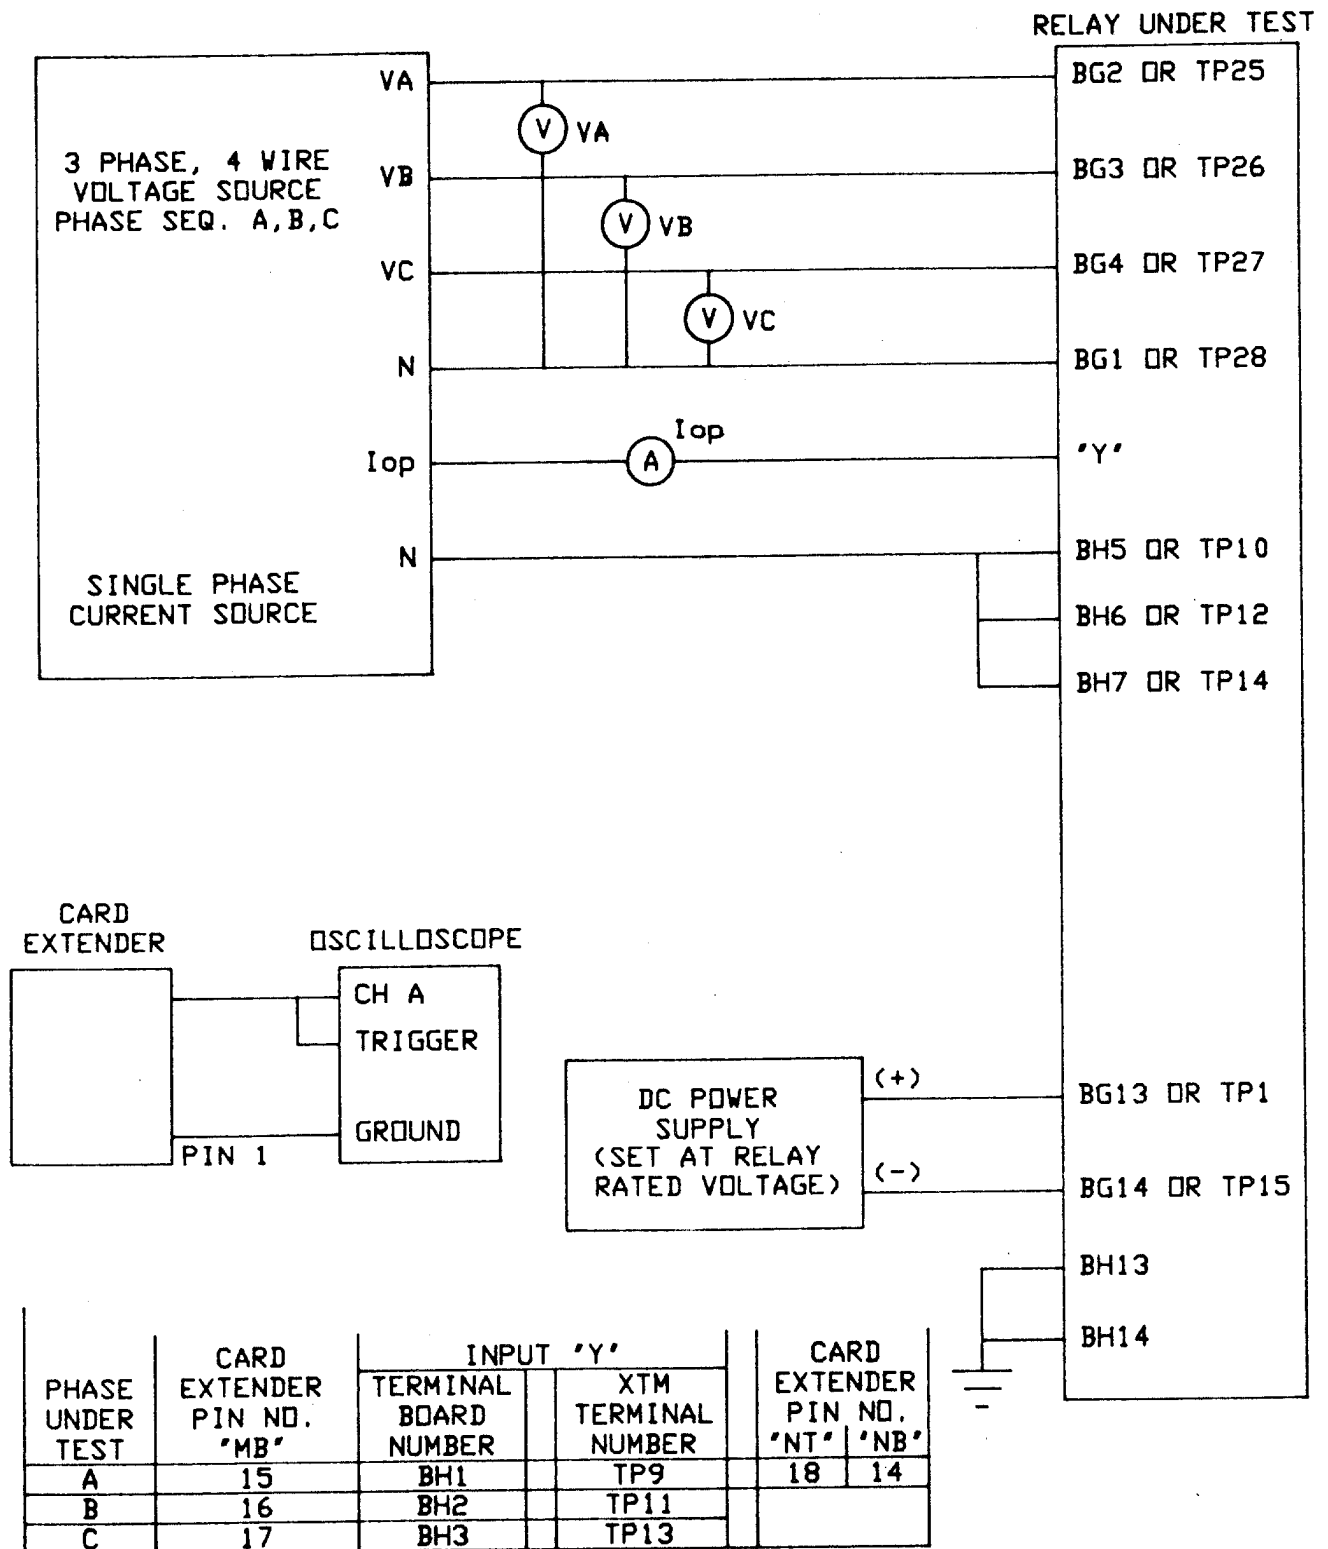 RELAY UNDER TEST
VA
BG2 OR TP25
V VA
3 PHASE, 4 WIRE
VOLTAGE SOURCE
PHASE SEQ. A,B,C
VB
BG3 OR TP26
V VB
VC
BG4 OR TP27
V VC
N
BG1 OR TP28
Iop
Iop
A
"Y"
N
BH5 OR TP10
SINGLE PHASE
CURRENT SOURCE
BH6 OR TP12
BH7 OR TP14
CARD
EXTENDER
OSCILLOSCOPE
CH A
TRIGGER
GROUND
PIN 1
DC POWER
SUPPLY
(SET AT RELAY
RATED VOLTAGE)
(+)
BG13 OR TP1
(-)
BG14 OR TP15
BH13
BH14
PHASE
UNDER
TEST
CARD
EXTENDER
PIN NO.
"MB"
INPUT "Y"
TERMINAL
BOARD
NUMBER
XTM
TERMINAL
NUMBER
CARD
EXTENDER
PIN NO.
"NT" "NB"
A 15 BH1 TP9 18 14
B 16 BH2 TP11
C 17 BH3 TP13